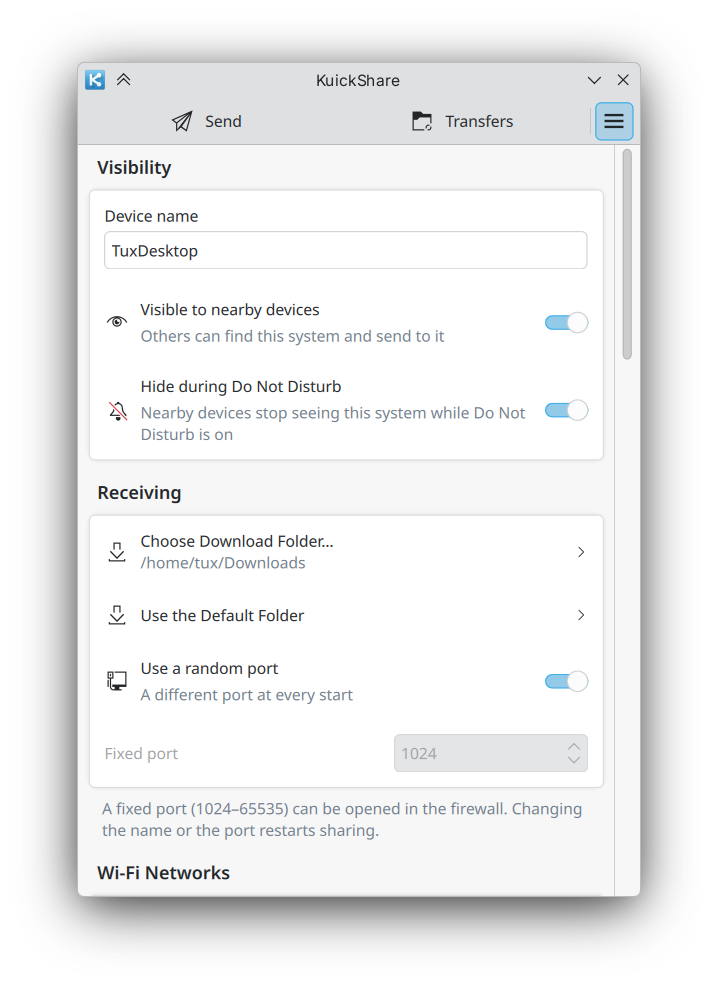 KuickShare
Send
Transfers
Visibility
Device name
TuxDesktop
Visible to nearby devices
Others can find this system and send to it
Hide during Do Not Disturb
Nearby devices stop seeing this system while Do Not
Disturb is on
Receiving
Choose Download Folder...
/home/tux/Downloads
Use the Default Folder
Use a random port
A different port at every start
Fixed port
1024
A fixed port (1024–65535) can be opened in the firewall. Changing
the name or the port restarts sharing.
Wi-Fi Networks